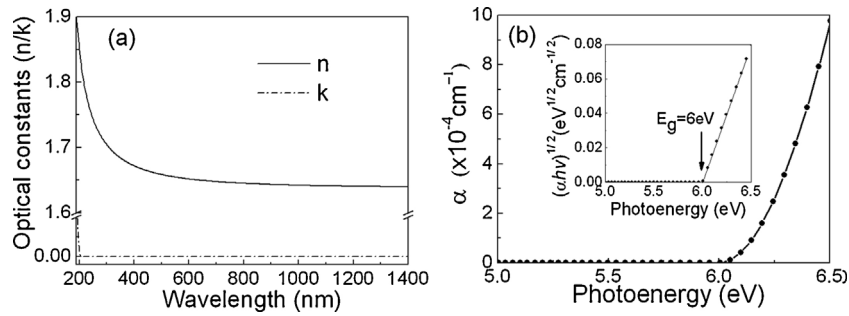 (a)
n
k
Optical constants (n/k)
1.9
1.8
1.7
1.6
0.00
200 400 600 800 1000 1200 1400
Wavelength (nm)
(b)
α (x10⁻⁴cm⁻¹)
10
8
6
4
2
0
5.0 5.5 6.0 6.5
Photoenergy (eV)
(αhν)^1/2(eV^1/2cm^-1/2)
0.08
0.06
0.04
0.02
0.00
E_g=6eV
5.0 5.5 6.0 6.5
Photoenergy (eV)